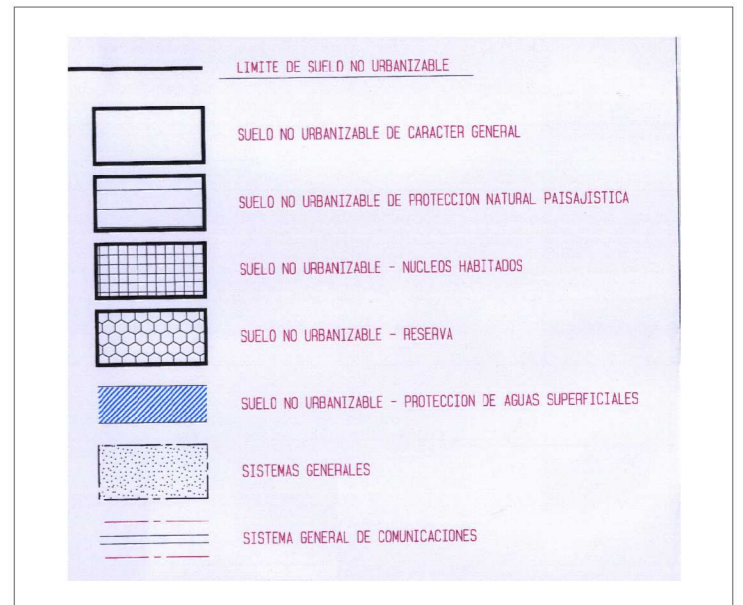 LIMITE DE SUELO NO URBANIZABLE
SUELO NO URBANIZABLE DE CARACTER GENERAL
SUELO NO URBANIZABLE DE PROTECCION NATURAL PAISAJISTICA
SUELO NO URBANIZABLE - NUCLEOS HABITADOS
SUELO NO URBANIZABLE - RESERVA
SUELO NO URBANIZABLE - PROTECCION DE AGUAS SUPERFICIALES
SISTEMAS GENERALES
SISTEMA GENERAL DE COMUNICACIONES